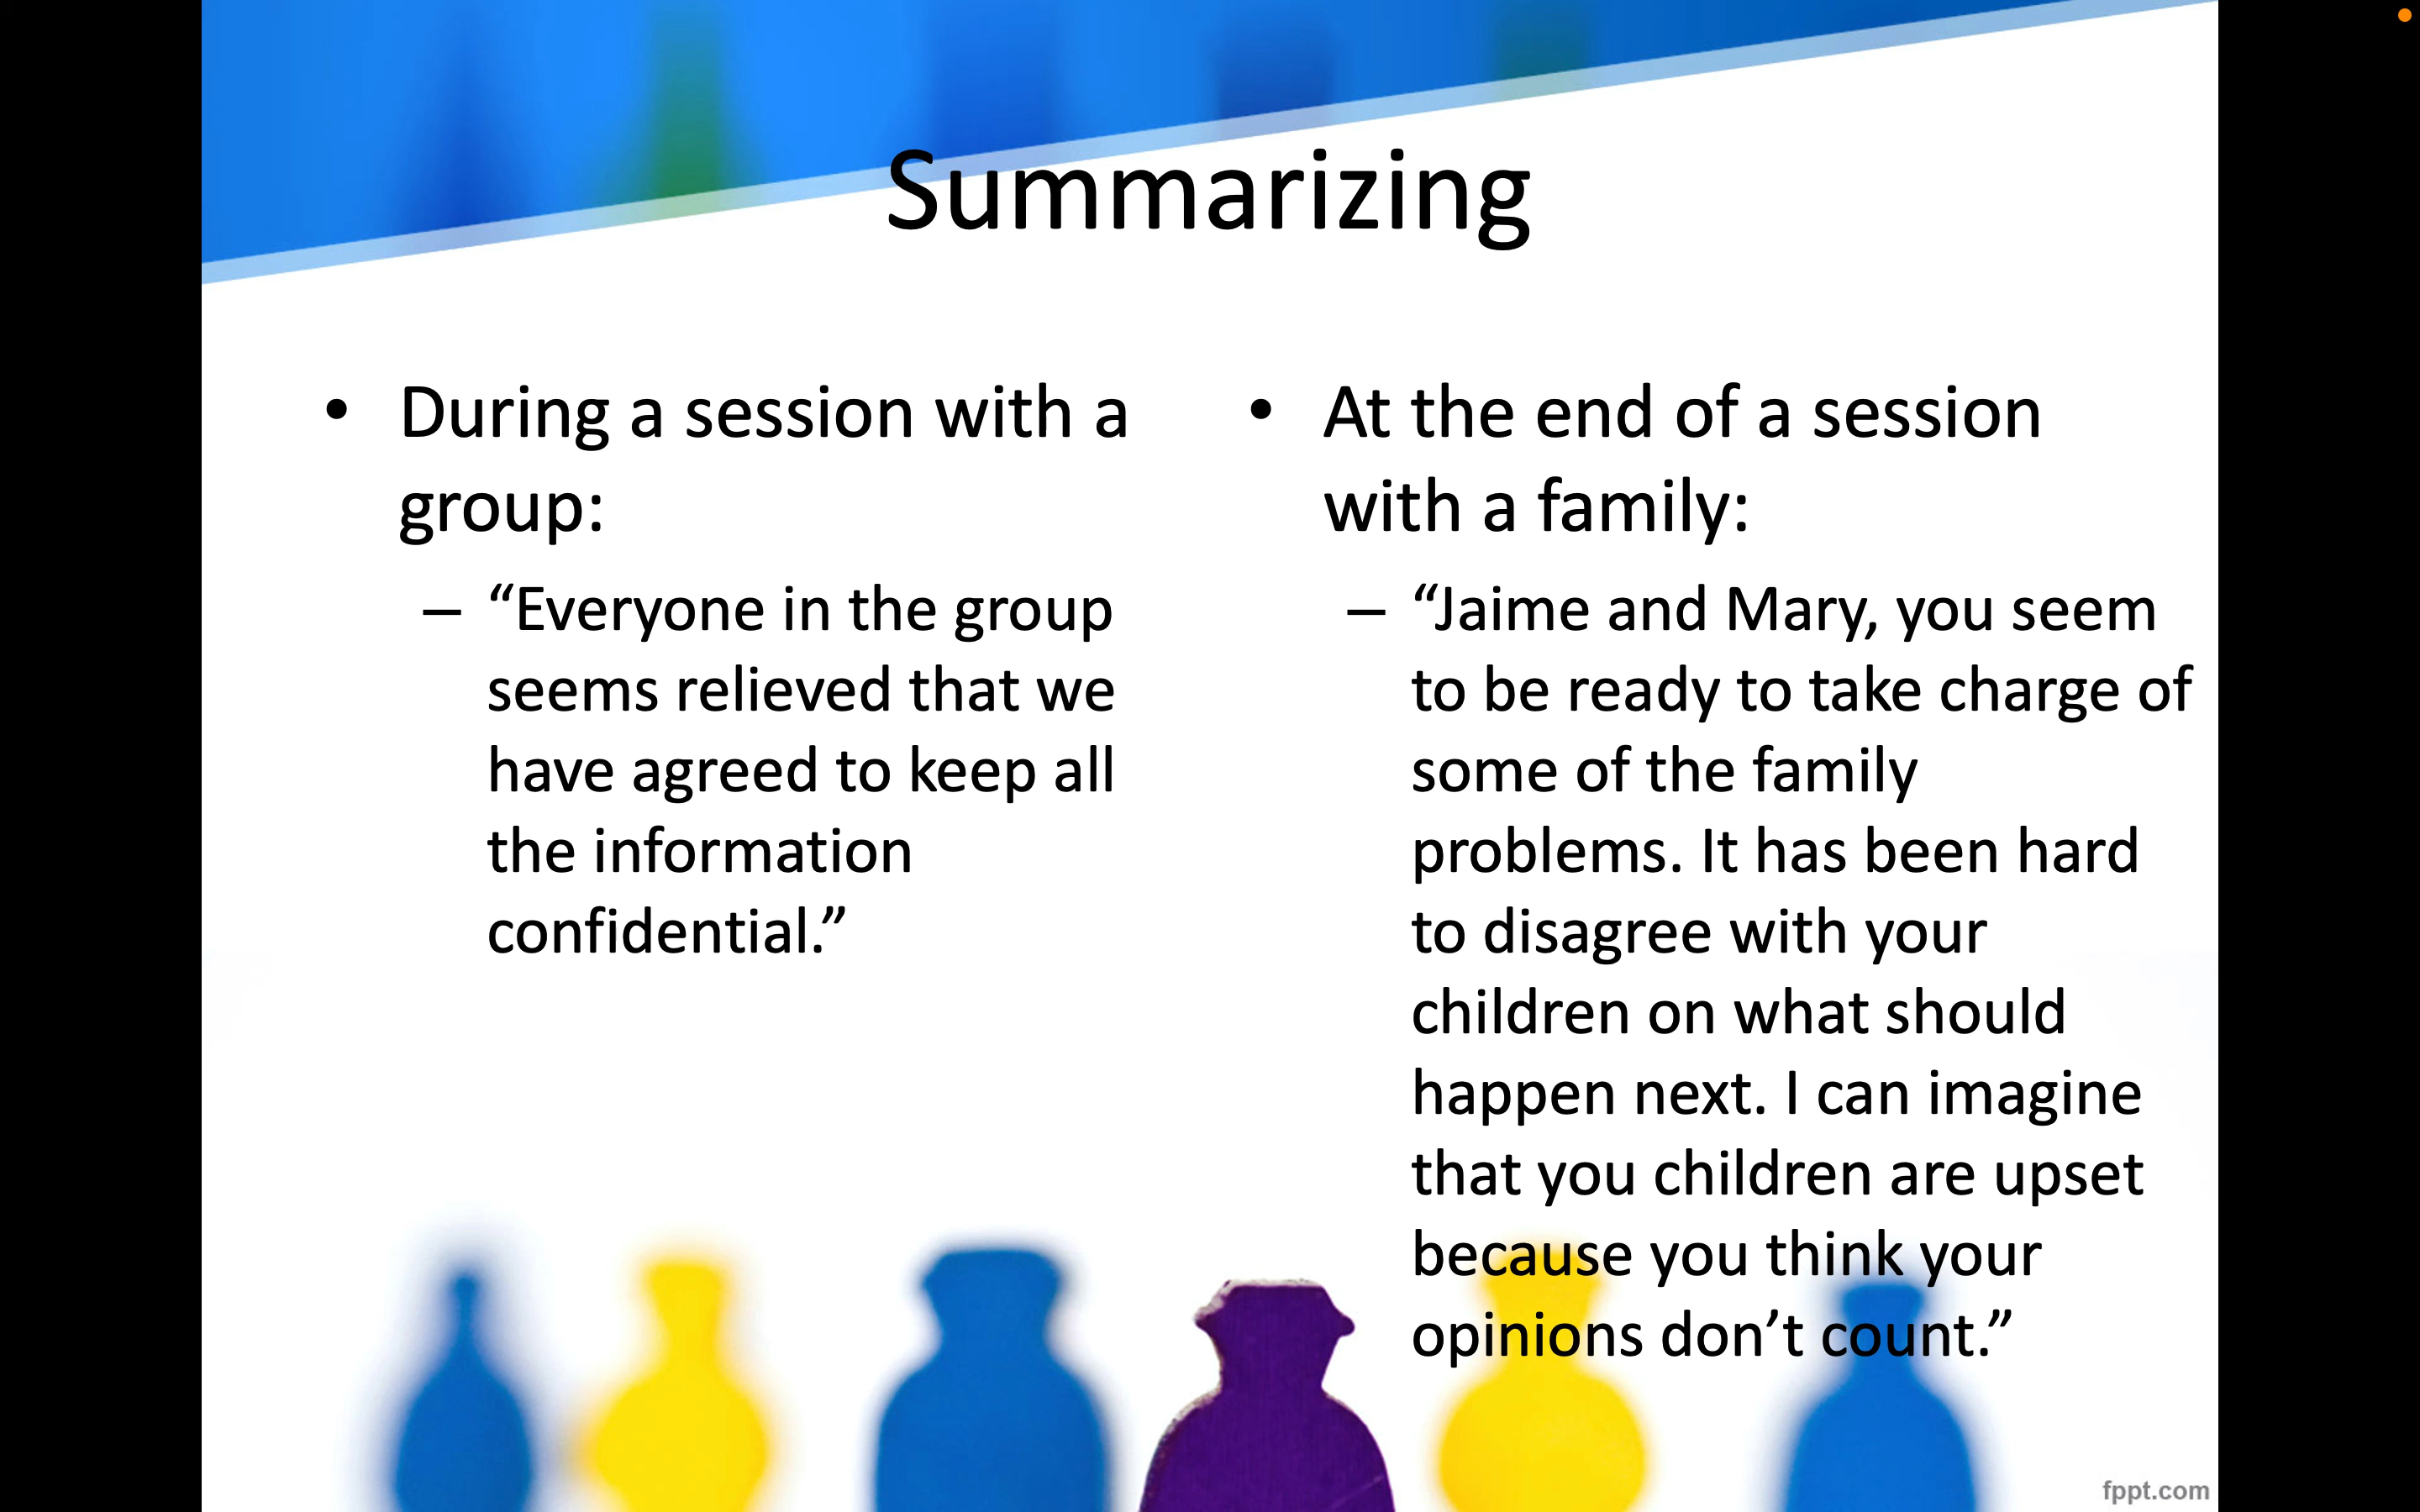 Summarizing
• During a session with a
group:
– “Everyone in the group
seems relieved that we
have agreed to keep all
the information
confidential.”
• At the end of a session
with a family:
– “Jaime and Mary, you seem
to be ready to take charge of
some of the family
problems. It has been hard
to disagree with your
children on what should
happen next. I can imagine
that you children are upset
because you think your
opinions don’t count.”
fppt.com